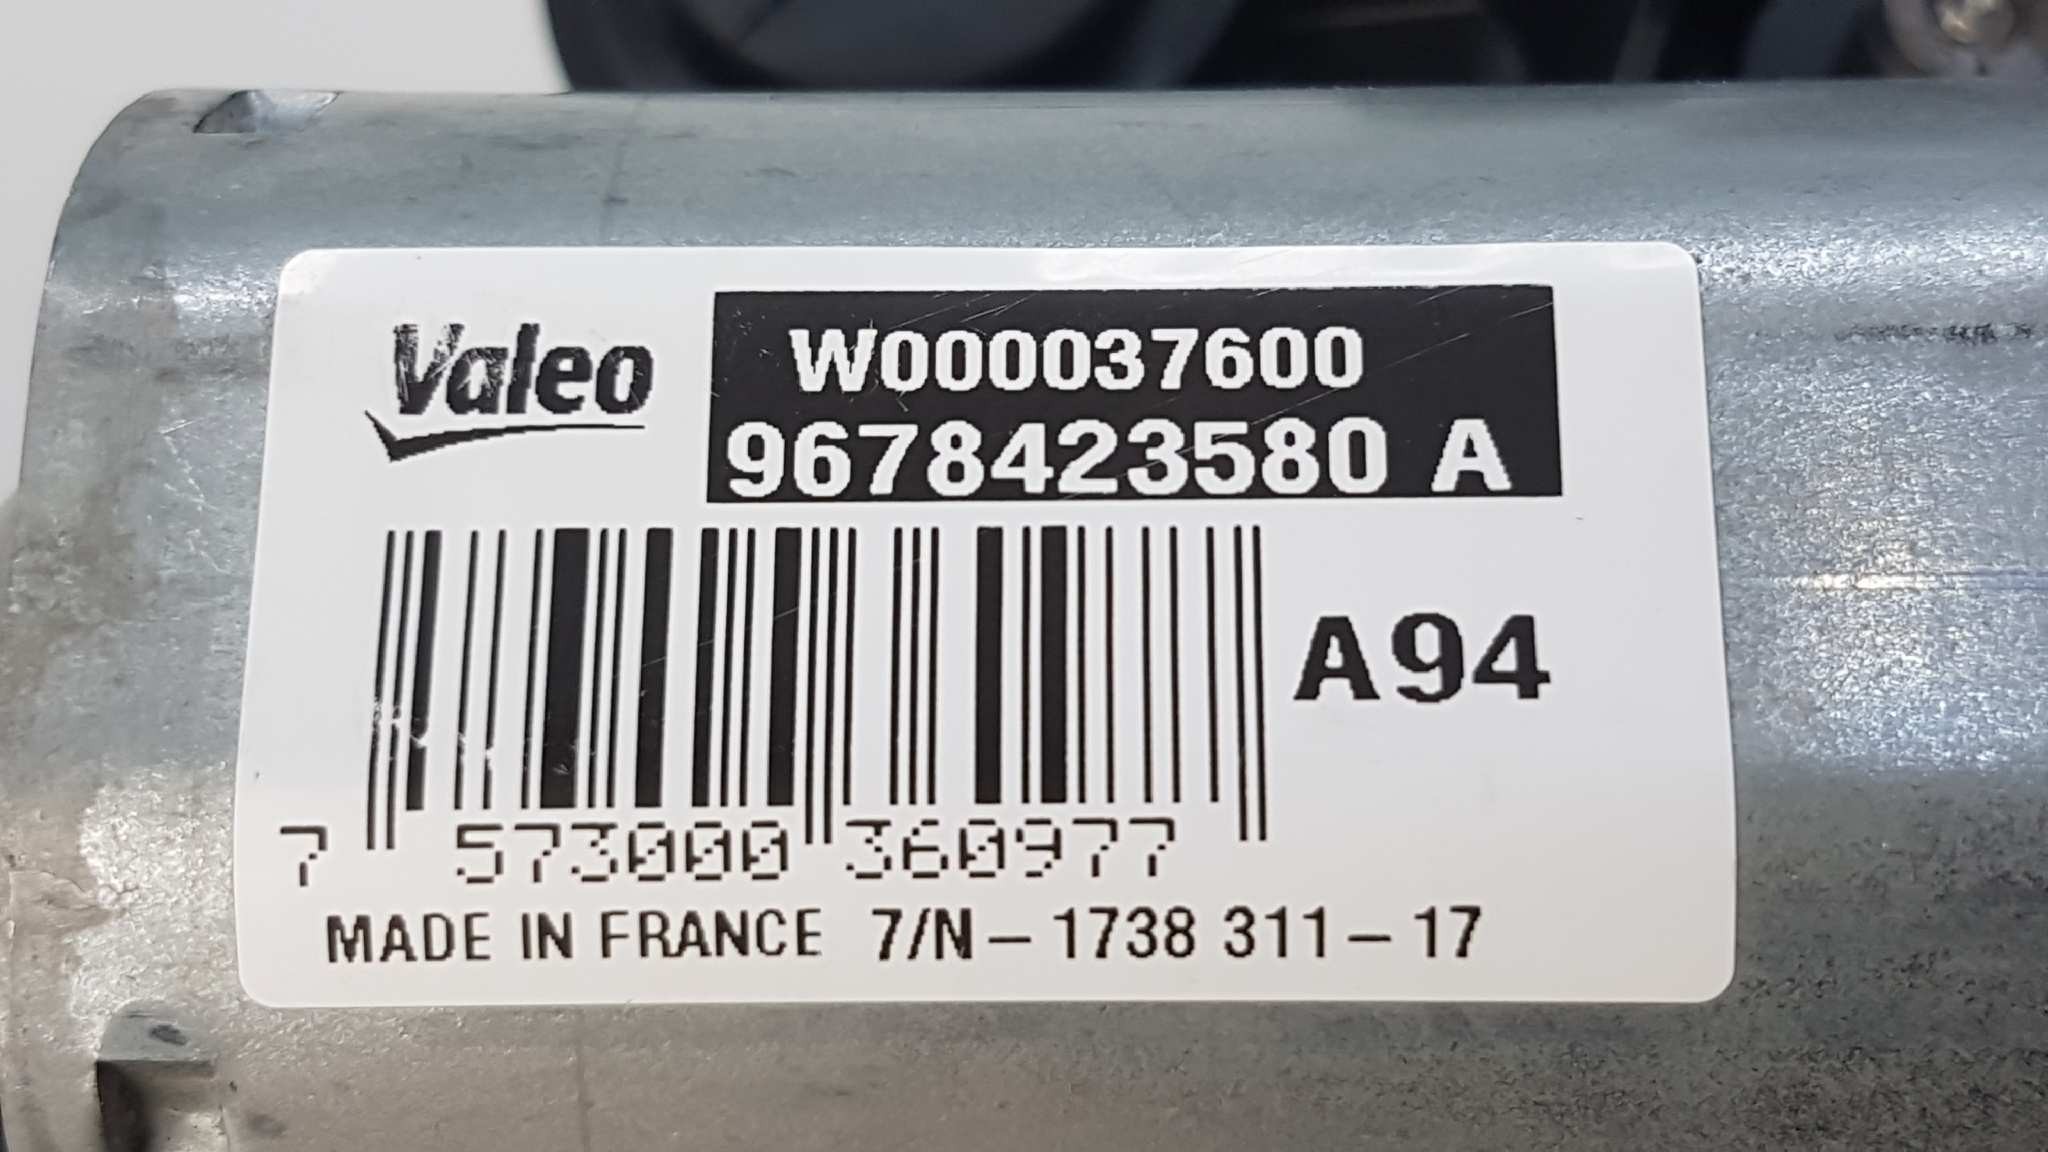 Valeo
W000037600
9678423580 A
A94
7 573000 360977
MADE IN FRANCE 7/N-1738 311-17